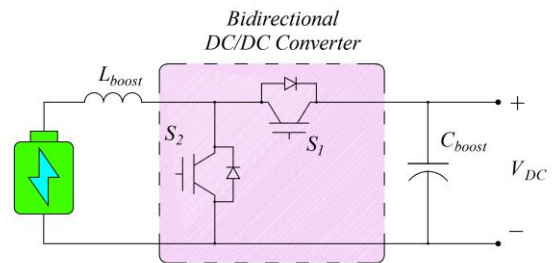 Bidirectional
DC/DC Converter
L_boost
S_2
S_1
C_boost
+
V_DC
−